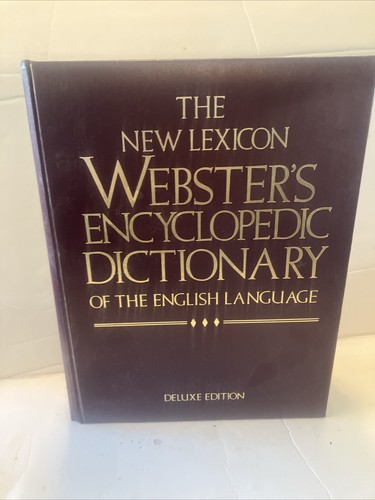 THE
NEW LEXICON
WEBSTER'S
ENCYCLOPEDIC
DICTIONARY
OF THE ENGLISH LANGUAGE
DELUXE EDITION